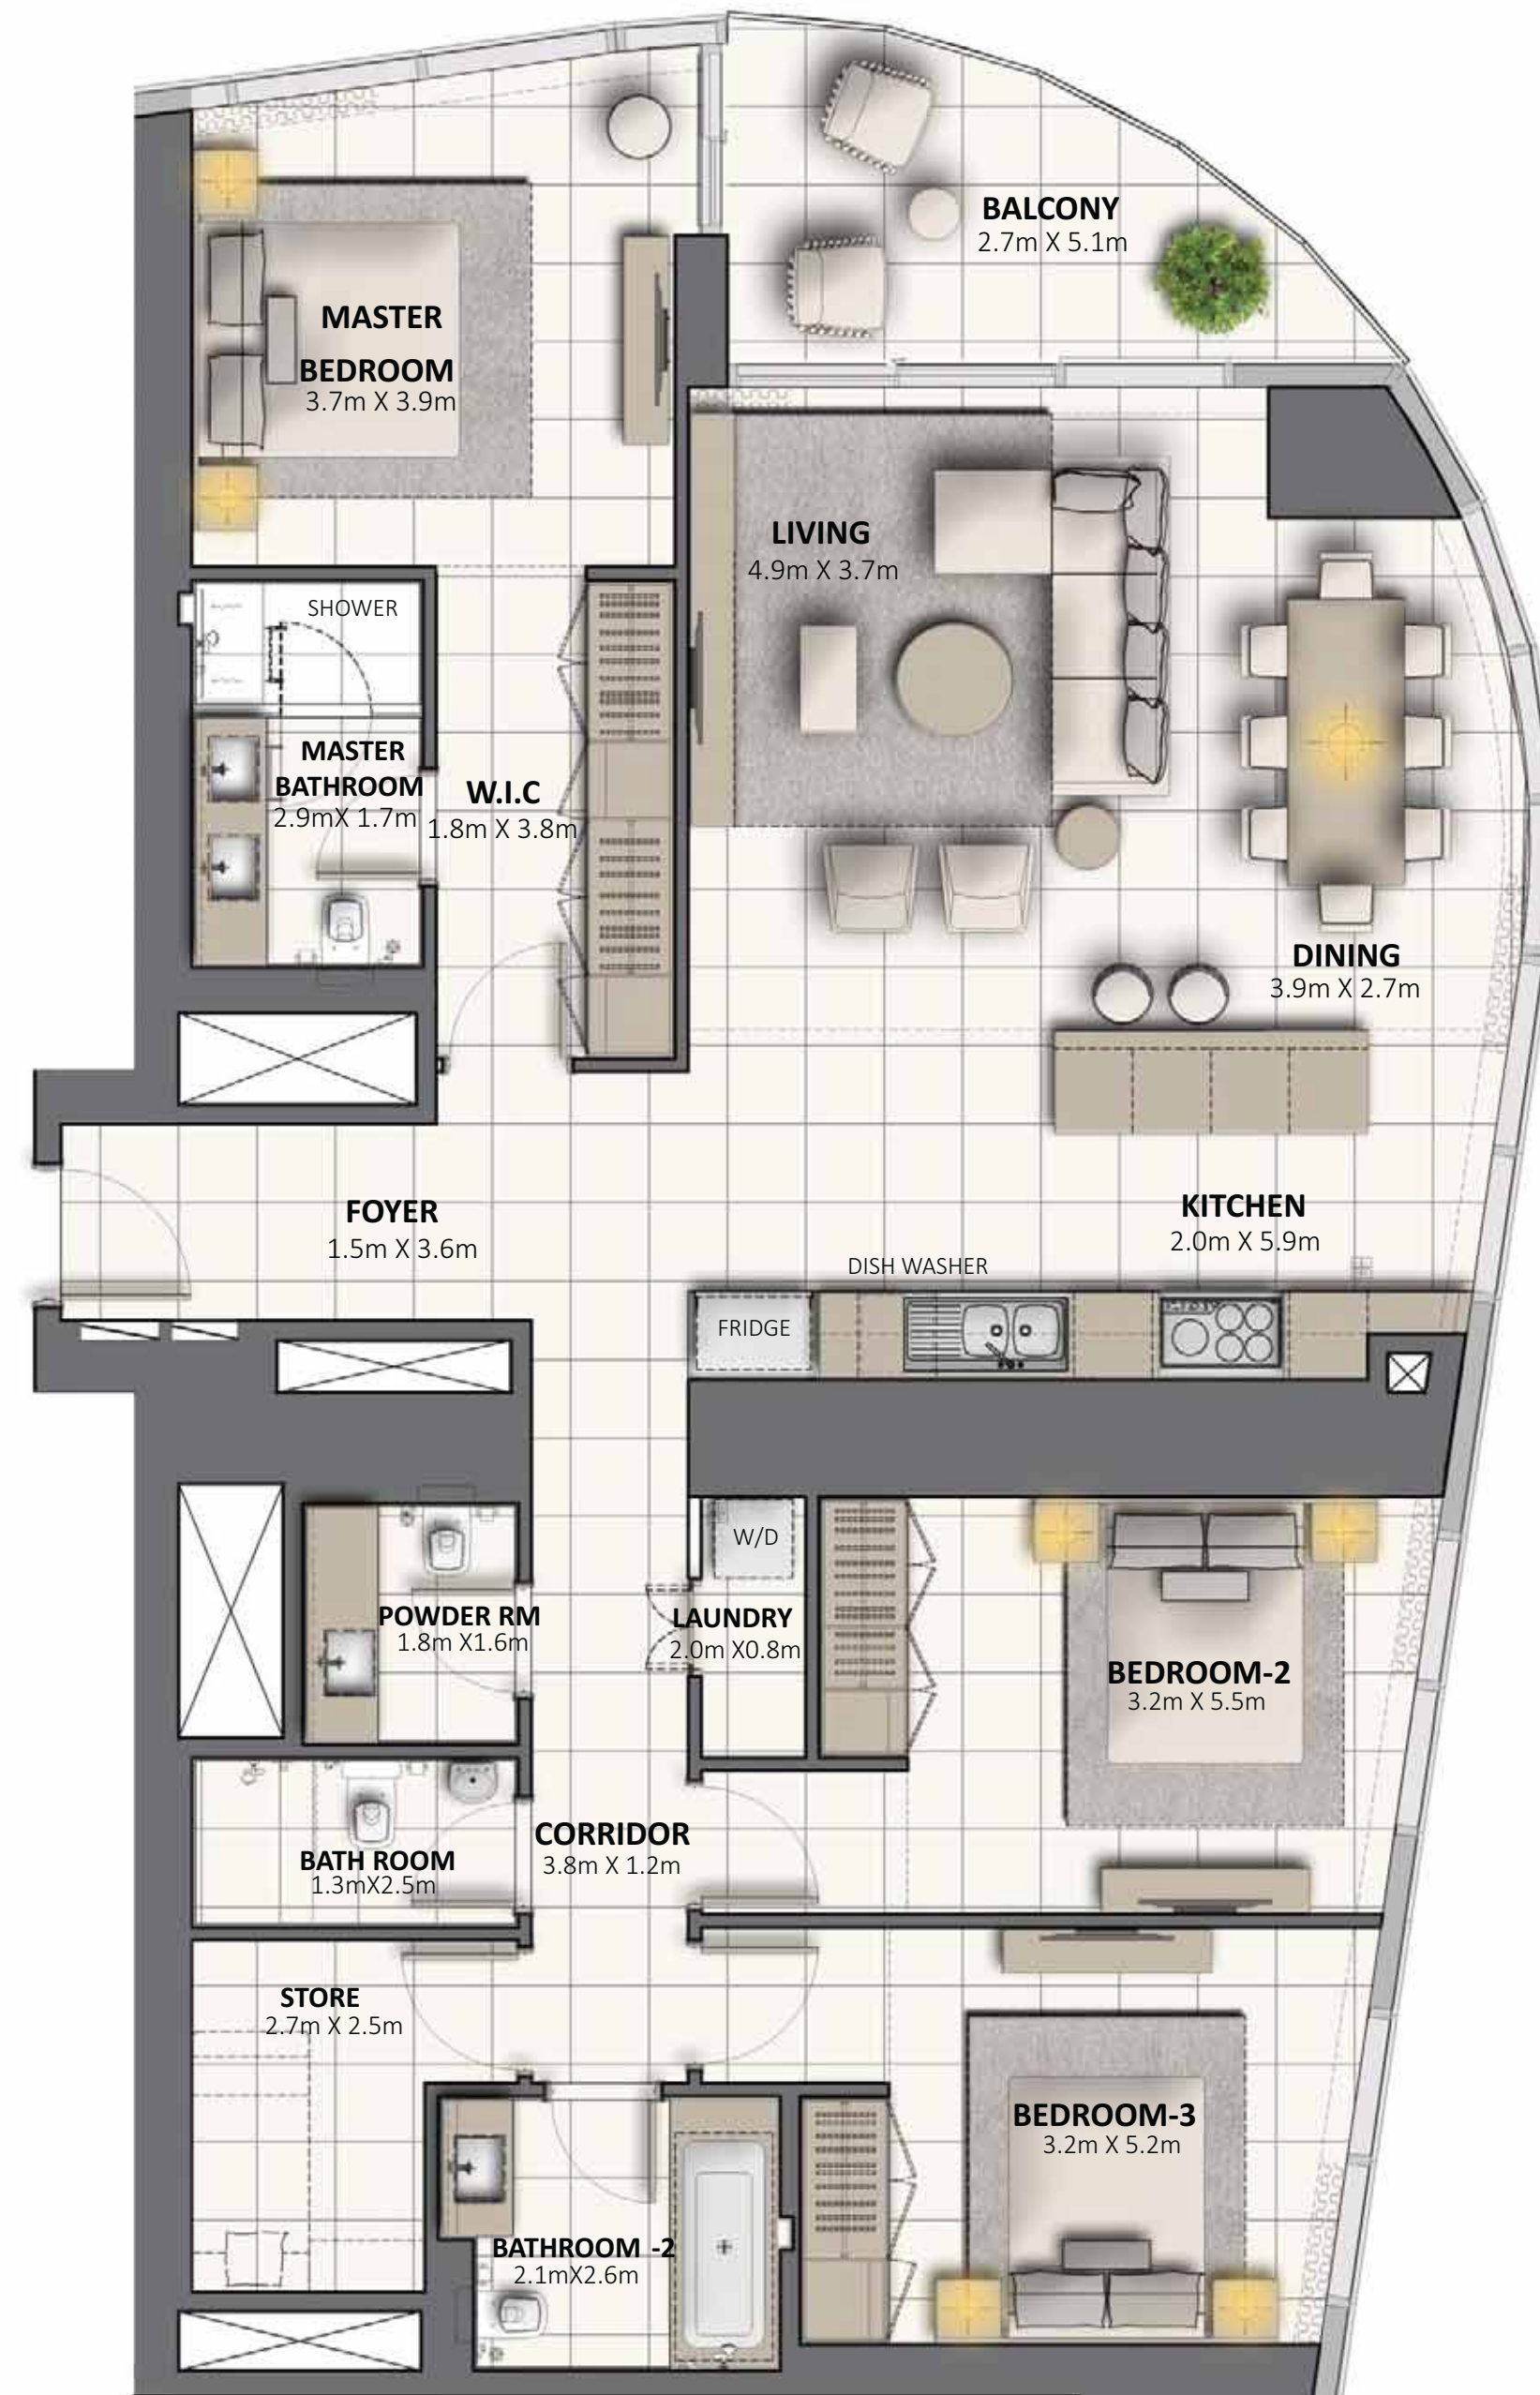 BALCONY
2.7m X 5.1m
MASTER
BEDROOM
3.7m X 3.9m
LIVING
4.9m X 3.7m
SHOWER
MASTER
BATHROOM
2.9mX 1.7m
W.I.C
1.8m X 3.8m
DINING
3.9m X 2.7m
FOYER
1.5m X 3.6m
KITCHEN
2.0m X 5.9m
DISH WASHER
FRIDGE
W/D
POWDER RM
1.8m X1.6m
LAUNDRY
2.0m X0.8m
BEDROOM-2
3.2m X 5.5m
CORRIDOR
3.8m X 1.2m
BATH ROOM
1.3mX2.5m
STORE
2.7m X 2.5m
BEDROOM-3
3.2m X 5.2m
BATHROOM -2
2.1mX2.6m